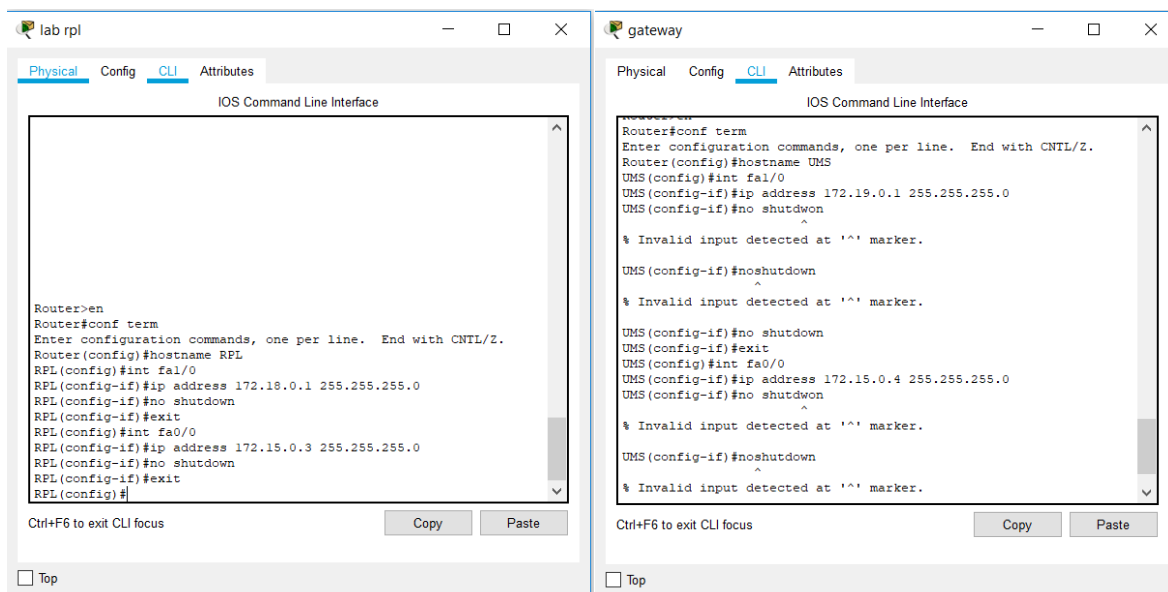 lab rpl
Physical Config CLI Attributes
IOS Command Line Interface
Router>en
Router#conf term
Enter configuration commands, one per line. End with CNTL/Z.
Router(config)#hostname RPL
RPL(config)#int fa1/0
RPL(config-if)#ip address 172.18.0.1 255.255.255.0
RPL(config-if)#no shutdown
RPL(config-if)#exit
RPL(config)#int fa0/0
RPL(config-if)#ip address 172.15.0.3 255.255.255.0
RPL(config-if)#no shutdown
RPL(config-if)#exit
RPL(config)#
Ctrl+F6 to exit CLI focus
Copy Paste
Top
gateway
Physical Config CLI Attributes
IOS Command Line Interface
Router>en
Router#conf term
Enter configuration commands, one per line. End with CNTL/Z.
Router(config)#hostname UMS
UMS(config)#int fa1/0
UMS(config-if)#ip address 172.19.0.1 255.255.255.0
UMS(config-if)#no shutdwon
^
% Invalid input detected at '^' marker.
UMS(config-if)#noshutdown
^
% Invalid input detected at '^' marker.
UMS(config-if)#no shutdown
UMS(config-if)#exit
UMS(config)#int fa0/0
UMS(config-if)#ip address 172.15.0.4 255.255.255.0
UMS(config-if)#no shutdwon
^
% Invalid input detected at '^' marker.
UMS(config-if)#noshutdown
^
% Invalid input detected at '^' marker.
Ctrl+F6 to exit CLI focus
Copy Paste
Top